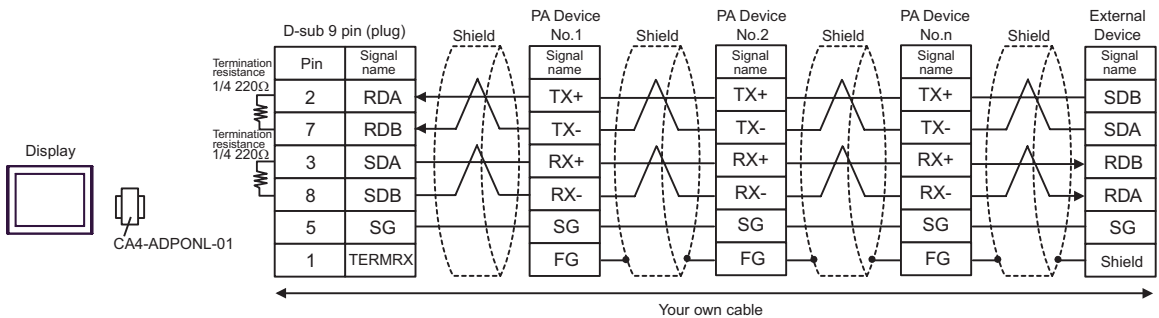 D-sub 9 pin (plug)
Shield
PA Device
No.1
Shield
PA Device
No.2
Shield
PA Device
No.n
Shield
External
Device
Termination
resistance
1/4 220Ω
Pin
Signal
name
Signal
name
Signal
name
Signal
name
Signal
name
2 RDA TX+ TX+ TX+ SDB
7 RDB TX- TX- TX- SDA
Termination
resistance
1/4 220Ω
3 SDA RX+ RX+ RX+ RDB
8 SDB RX- RX- RX- RDA
5 SG SG SG SG SG
1 TERMRX FG FG FG Shield
Display
CA4-ADPONL-01
Your own cable